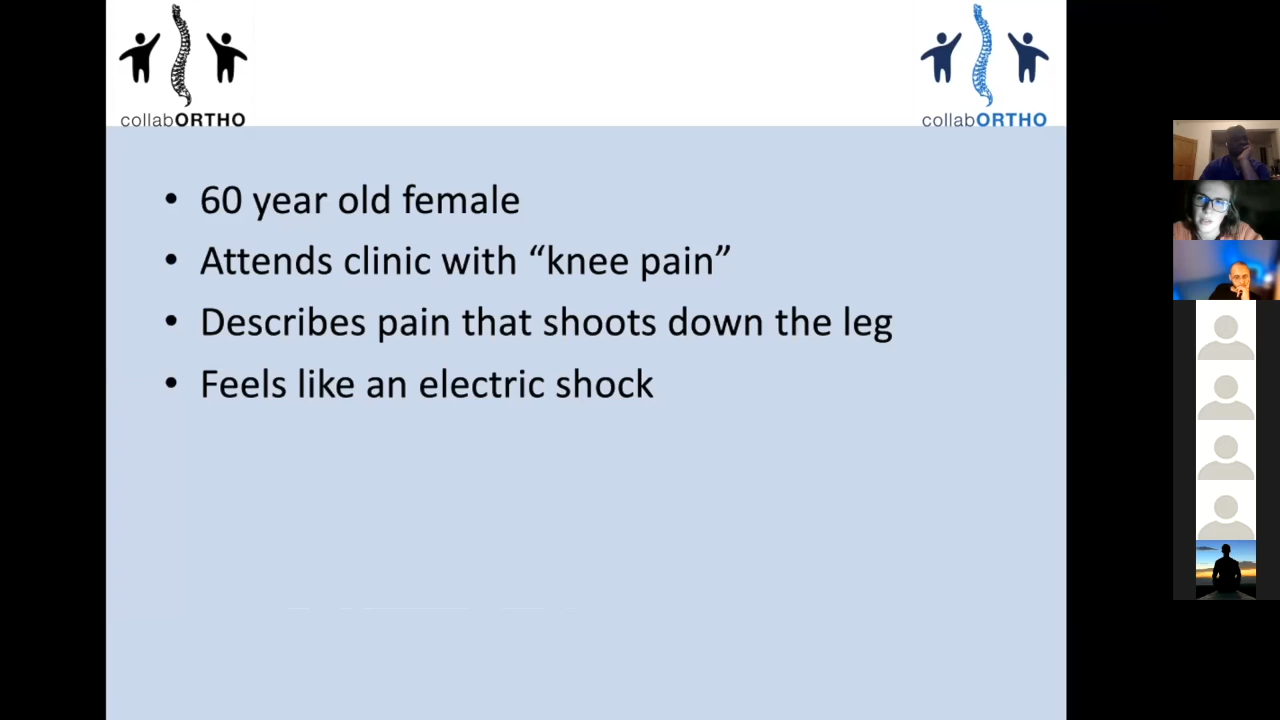 collabORTHO
collabORTHO
• 60 year old female
• Attends clinic with “knee pain”
• Describes pain that shoots down the leg
• Feels like an electric shock